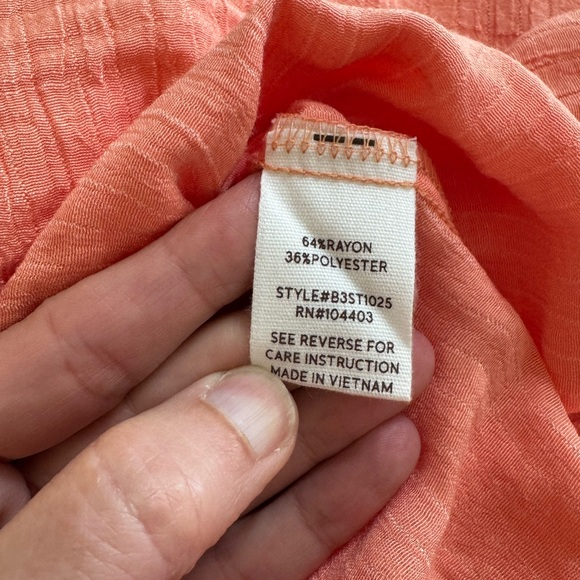 64%RAYON
36%POLYESTER
STYLE#B3ST1025
RN#104403
SEE REVERSE FOR
CARE INSTRUCTION
MADE IN VIETNAM